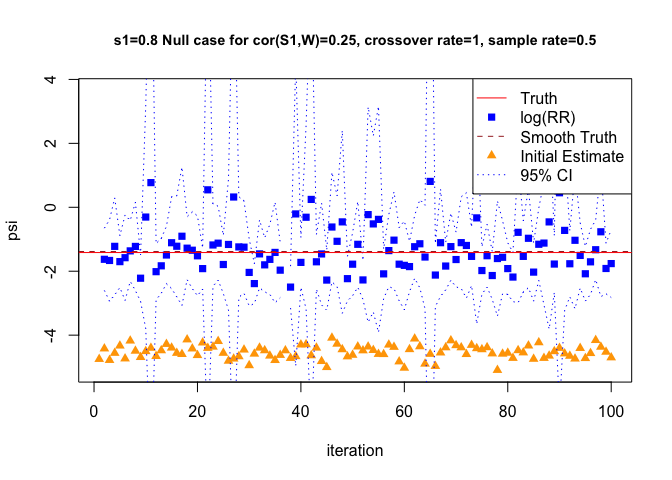 s1=0.8 Null case for cor(S1,W)=0.25, crossover rate=1, sample rate=0.5
Truth
log(RR)
Smooth Truth
Initial Estimate
95% CI
psi
4
2
0
-2
-4
0 20 40 60 80 100
iteration